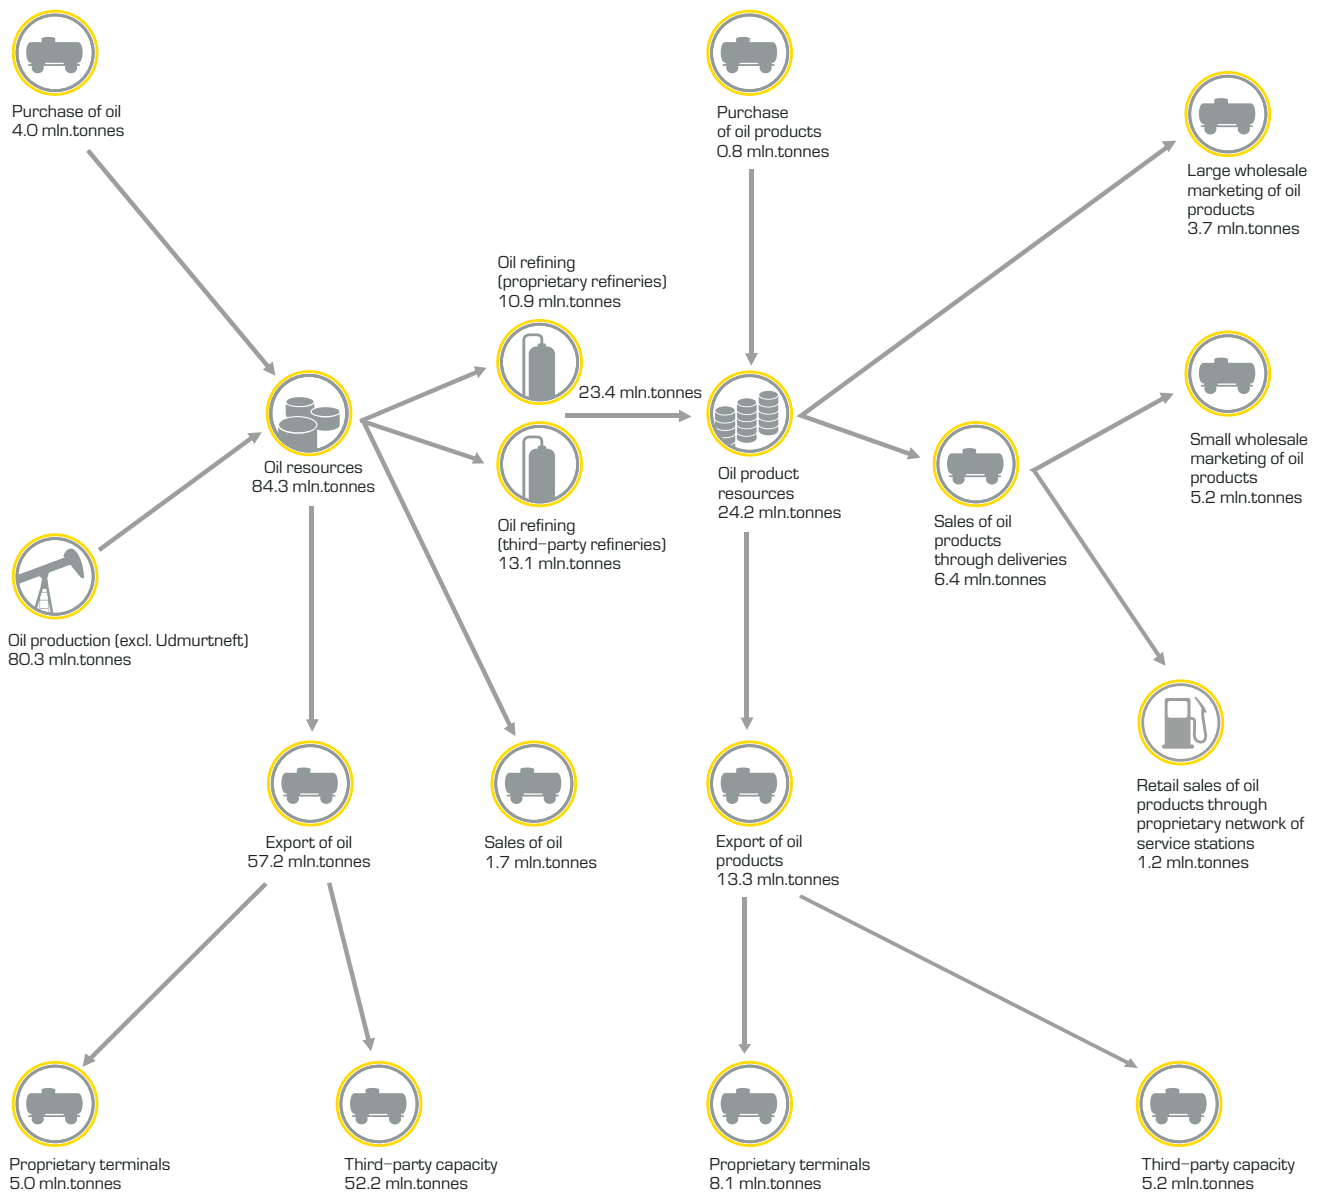 Purchase of oil
4.0 mln.tonnes
Purchase
of oil products
0.8 mln.tonnes
Large wholesale
marketing of oil
products
3.7 mln.tonnes
Oil refining
(proprietary refineries)
10.9 mln.tonnes
23.4 mln.tonnes
Oil resources
84.3 mln.tonnes
Oil refining
(third-party refineries)
13.1 mln.tonnes
Oil product
resources
24.2 mln.tonnes
Sales of oil
products
through deliveries
6.4 mln.tonnes
Small wholesale
marketing of oil
products
5.2 mln.tonnes
Oil production (excl. Udmurtneft)
80.3 mln.tonnes
Export of oil
57.2 mln.tonnes
Sales of oil
1.7 mln.tonnes
Export of oil
products
13.3 mln.tonnes
Retail sales of oil
products through
proprietary network of
service stations
1.2 mln.tonnes
Proprietary terminals
5.0 mln.tonnes
Third-party capacity
52.2 mln.tonnes
Proprietary terminals
8.1 mln.tonnes
Third-party capacity
5.2 mln.tonnes